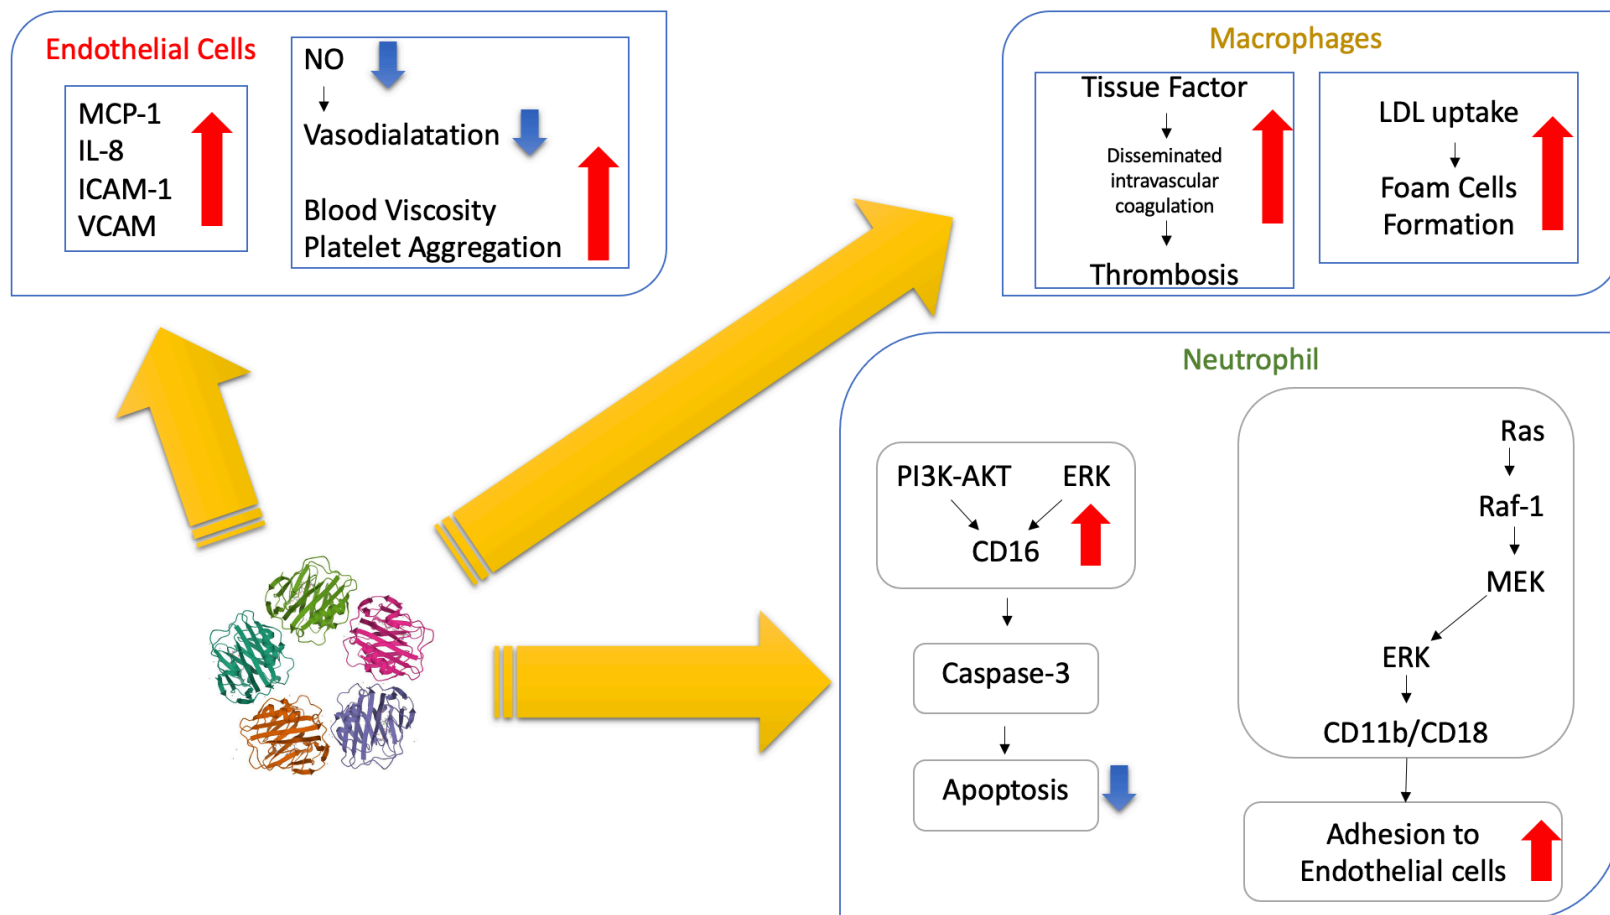 Endothelial Cells
MCP-1
IL-8
ICAM-1
VCAM
NO
Vasodialatation
Blood Viscosity
Platelet Aggregation
Macrophages
Tissue Factor
Disseminated
intravascular
coagulation
Thrombosis
LDL uptake
Foam Cells
Formation
Neutrophil
PI3K-AKT
ERK
CD16
Caspase-3
Apoptosis
Ras
Raf-1
MEK
ERK
CD11b/CD18
Adhesion to
Endothelial cells